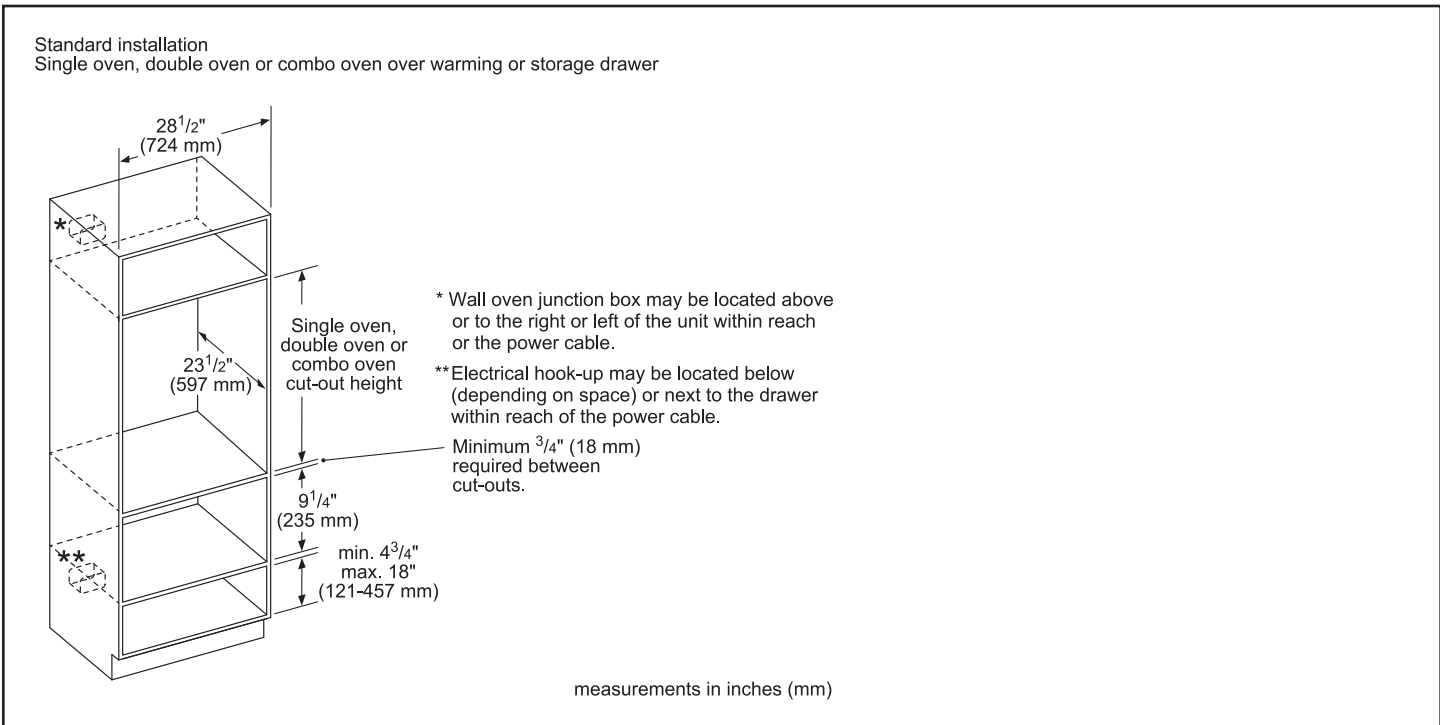 Standard installation
Single oven, double oven or combo oven over warming or storage drawer
28 1/2"
(724 mm)
*
Single oven,
double oven or
combo oven
cut-out height
23 1/2"
(597 mm)
* Wall oven junction box may be located above
or to the right or left of the unit within reach
or the power cable.
**Electrical hook-up may be located below
(depending on space) or next to the drawer
within reach of the power cable.
Minimum 3/4" (18 mm)
required between
cut-outs.
9 1/4"
(235 mm)
**
min. 4 3/4"
max. 18"
(121-457 mm)
measurements in inches (mm)